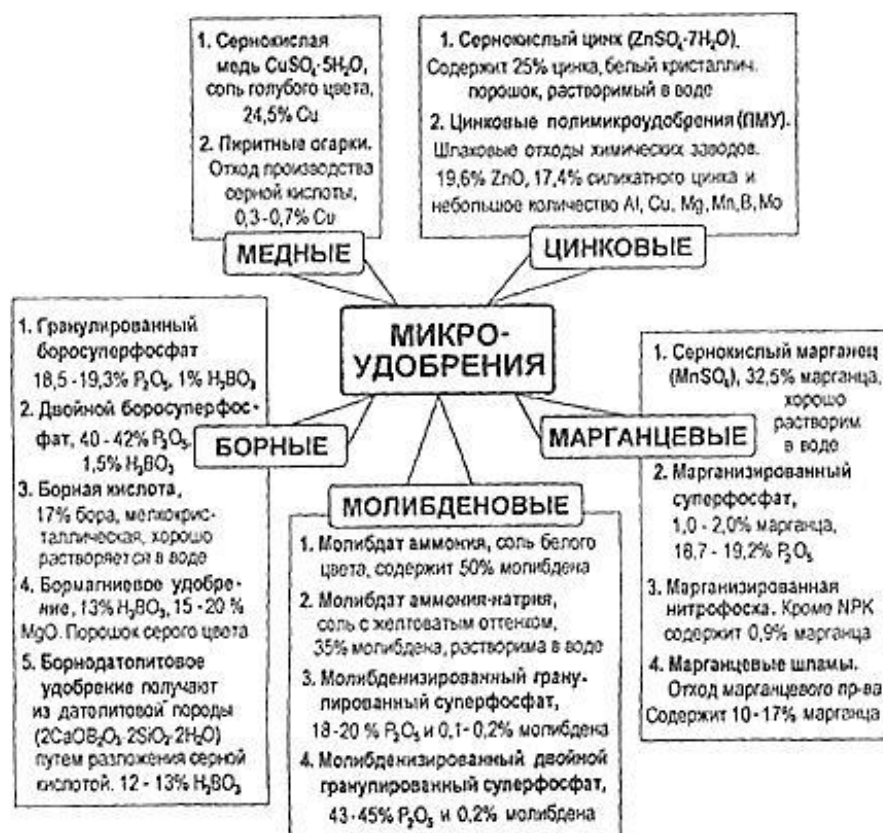 1. Сернокислая
медь CuSO₄·5H₂O,
соль голубого цвета,
24,5% Cu
2. Пиритные огарки.
Отход производства
серной кислоты,
0,3-0,7% Cu
МЕДНЫЕ
1. Сернокислый цинк (ZnSO₄·7H₂O).
Содержит 25% цинка, белый кристаллич.
порошок, растворимый в воде
2. Цинковые полимикроудобрения (ПМУ).
Шлаковые отходы химических заводов.
19,6% ZnO, 17,4% силикатного цинка и
небольшое количество Al, Cu, Mg, Mn, B, Mo
ЦИНКОВЫЕ
МИКРО-
УДОБРЕНИЯ
1. Гранулированный
боросуперфосфат
18,5-19,3% P₂O₅, 1% H₃BO₃
2. Двойной боросуперфос-
фат, 40-42% P₂O₅,
1,5% H₃BO₃
3. Борная кислота,
17% бора, мелкокрис-
таллическая, хорошо
растворяется в воде
4. Бормагниевое удобре-
ние, 13% H₃BO₃, 15-20 %
MgO. Порошок серого цвета
5. Борнодатолитовое
удобрение получают
из датолитовой породы
(2CaOB₂O₃·2SiO₂·2H₂O)
путем разложения серной
кислотой. 12-13% H₃BO₃
БОРНЫЕ
МОЛИБДЕНОВЫЕ
1. Молибдат аммония, соль белого
цвета, содержит 50% молибдена
2. Молибдат аммония-натрия,
соль с желтоватым оттенком,
35% молибдена, растворима в воде
3. Молибденизированный грану-
лированный суперфосфат,
18-20 % P₂O₅ и 0,1-0,2% молибдена
4. Молибденизированный двойной
гранулированный суперфосфат,
43-45% P₂O₅ и 0,2% молибдена
МАРГАНЦЕВЫЕ
1. Сернокислый марганец
(MnSO₄), 32,5% марганца,
хорошо
растворим
в воде
2. Марганизированный
суперфосфат,
1,0-2,0% марганца,
18,7-19,2% P₂O₅
3. Марганизированная
нитрофоска. Кроме NPK
содержит 0,9% марганца
4. Марганцевые шламы.
Отход марганцевого пр-ва
Содержит 10-17% марганца